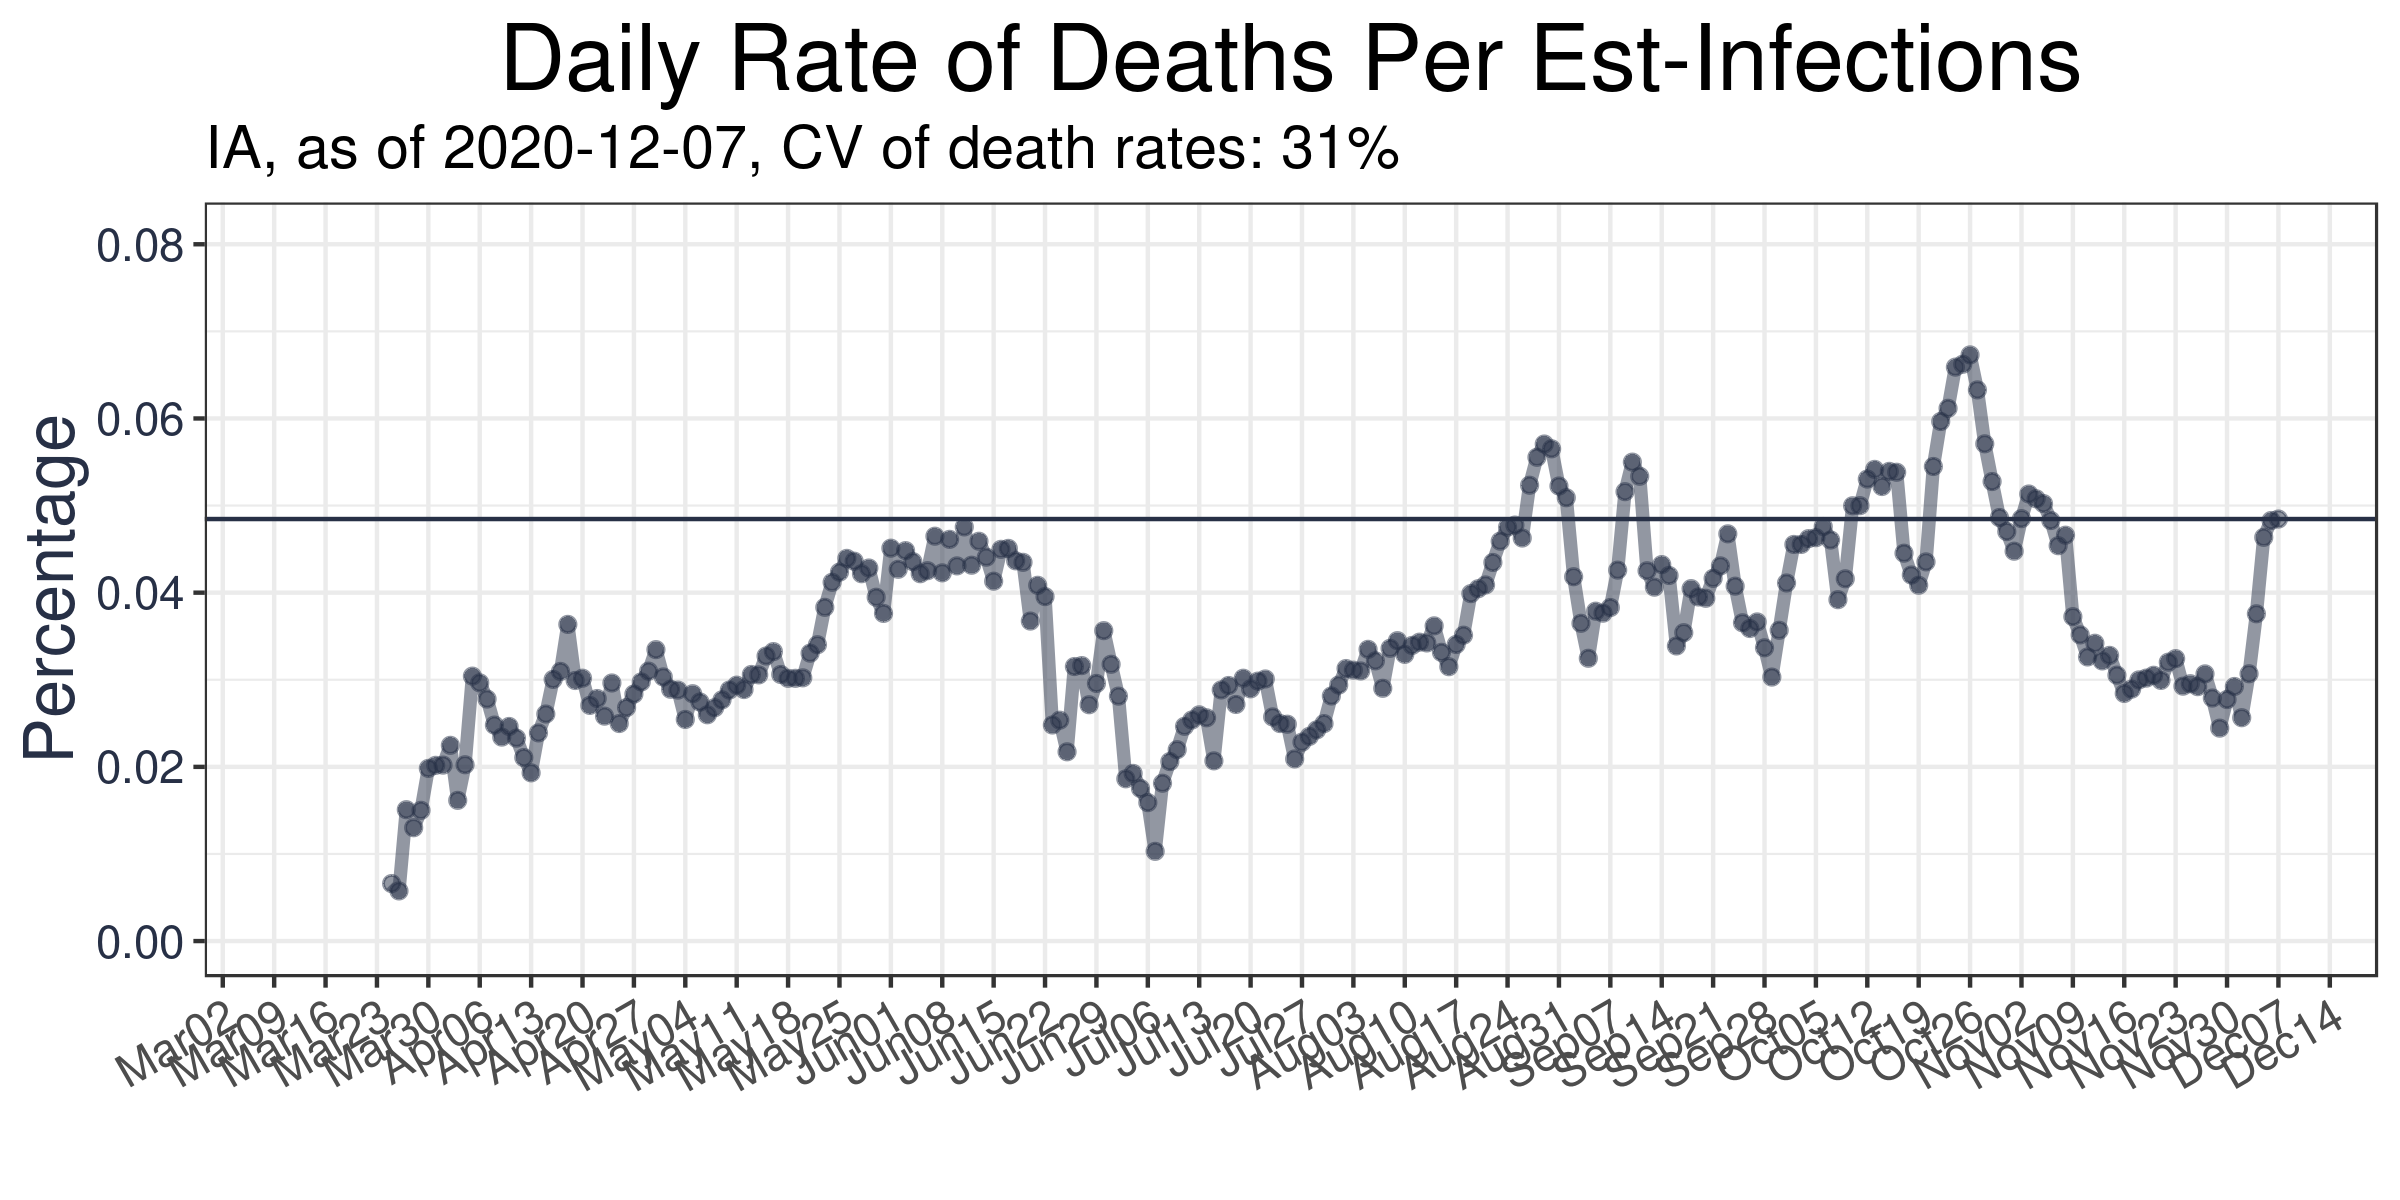 Daily Rate of Deaths Per Est-Infections
IA, as of 2020-12-07, CV of death rates: 31%
Percentage
0.08
0.06
0.04
0.02
0.00
Mar02
Mar09
Mar16
Mar23
Mar30
Apr06
Apr13
Apr20
Apr27
May04
May11
May18
May25
Jun01
Jun08
Jun15
Jun22
Jun29
Jul06
Jul13
Jul20
Jul27
Aug03
Aug10
Aug17
Aug24
Aug31
Sep07
Sep14
Sep21
Sep28
Oct05
Oct12
Oct19
Oct26
Nov02
Nov09
Nov16
Nov23
Nov30
Dec07
Dec14